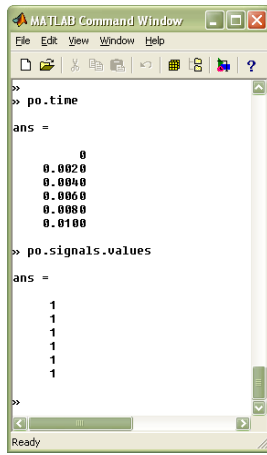 MATLAB Command Window
File Edit View Window Help
»
» po.time
ans =
0
0.0020
0.0040
0.0060
0.0080
0.0100
» po.signals.values
ans =
1
1
1
1
1
1
»
Ready